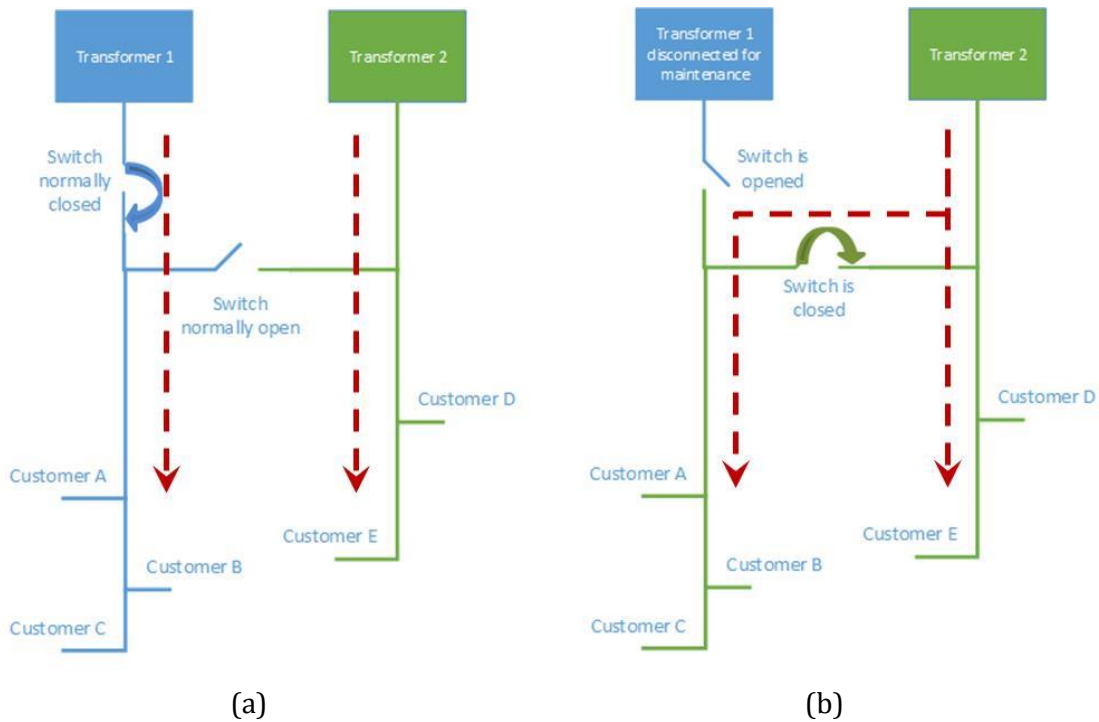 Transformer 1
Transformer 2
Switch
normally
closed
Switch
normally open
Customer D
Customer A
Customer E
Customer B
Customer C
(a)
Transformer 1
disconnected for
maintenance
Transformer 2
Switch is
opened
Switch is
closed
Customer D
Customer A
Customer E
Customer B
Customer C
(b)